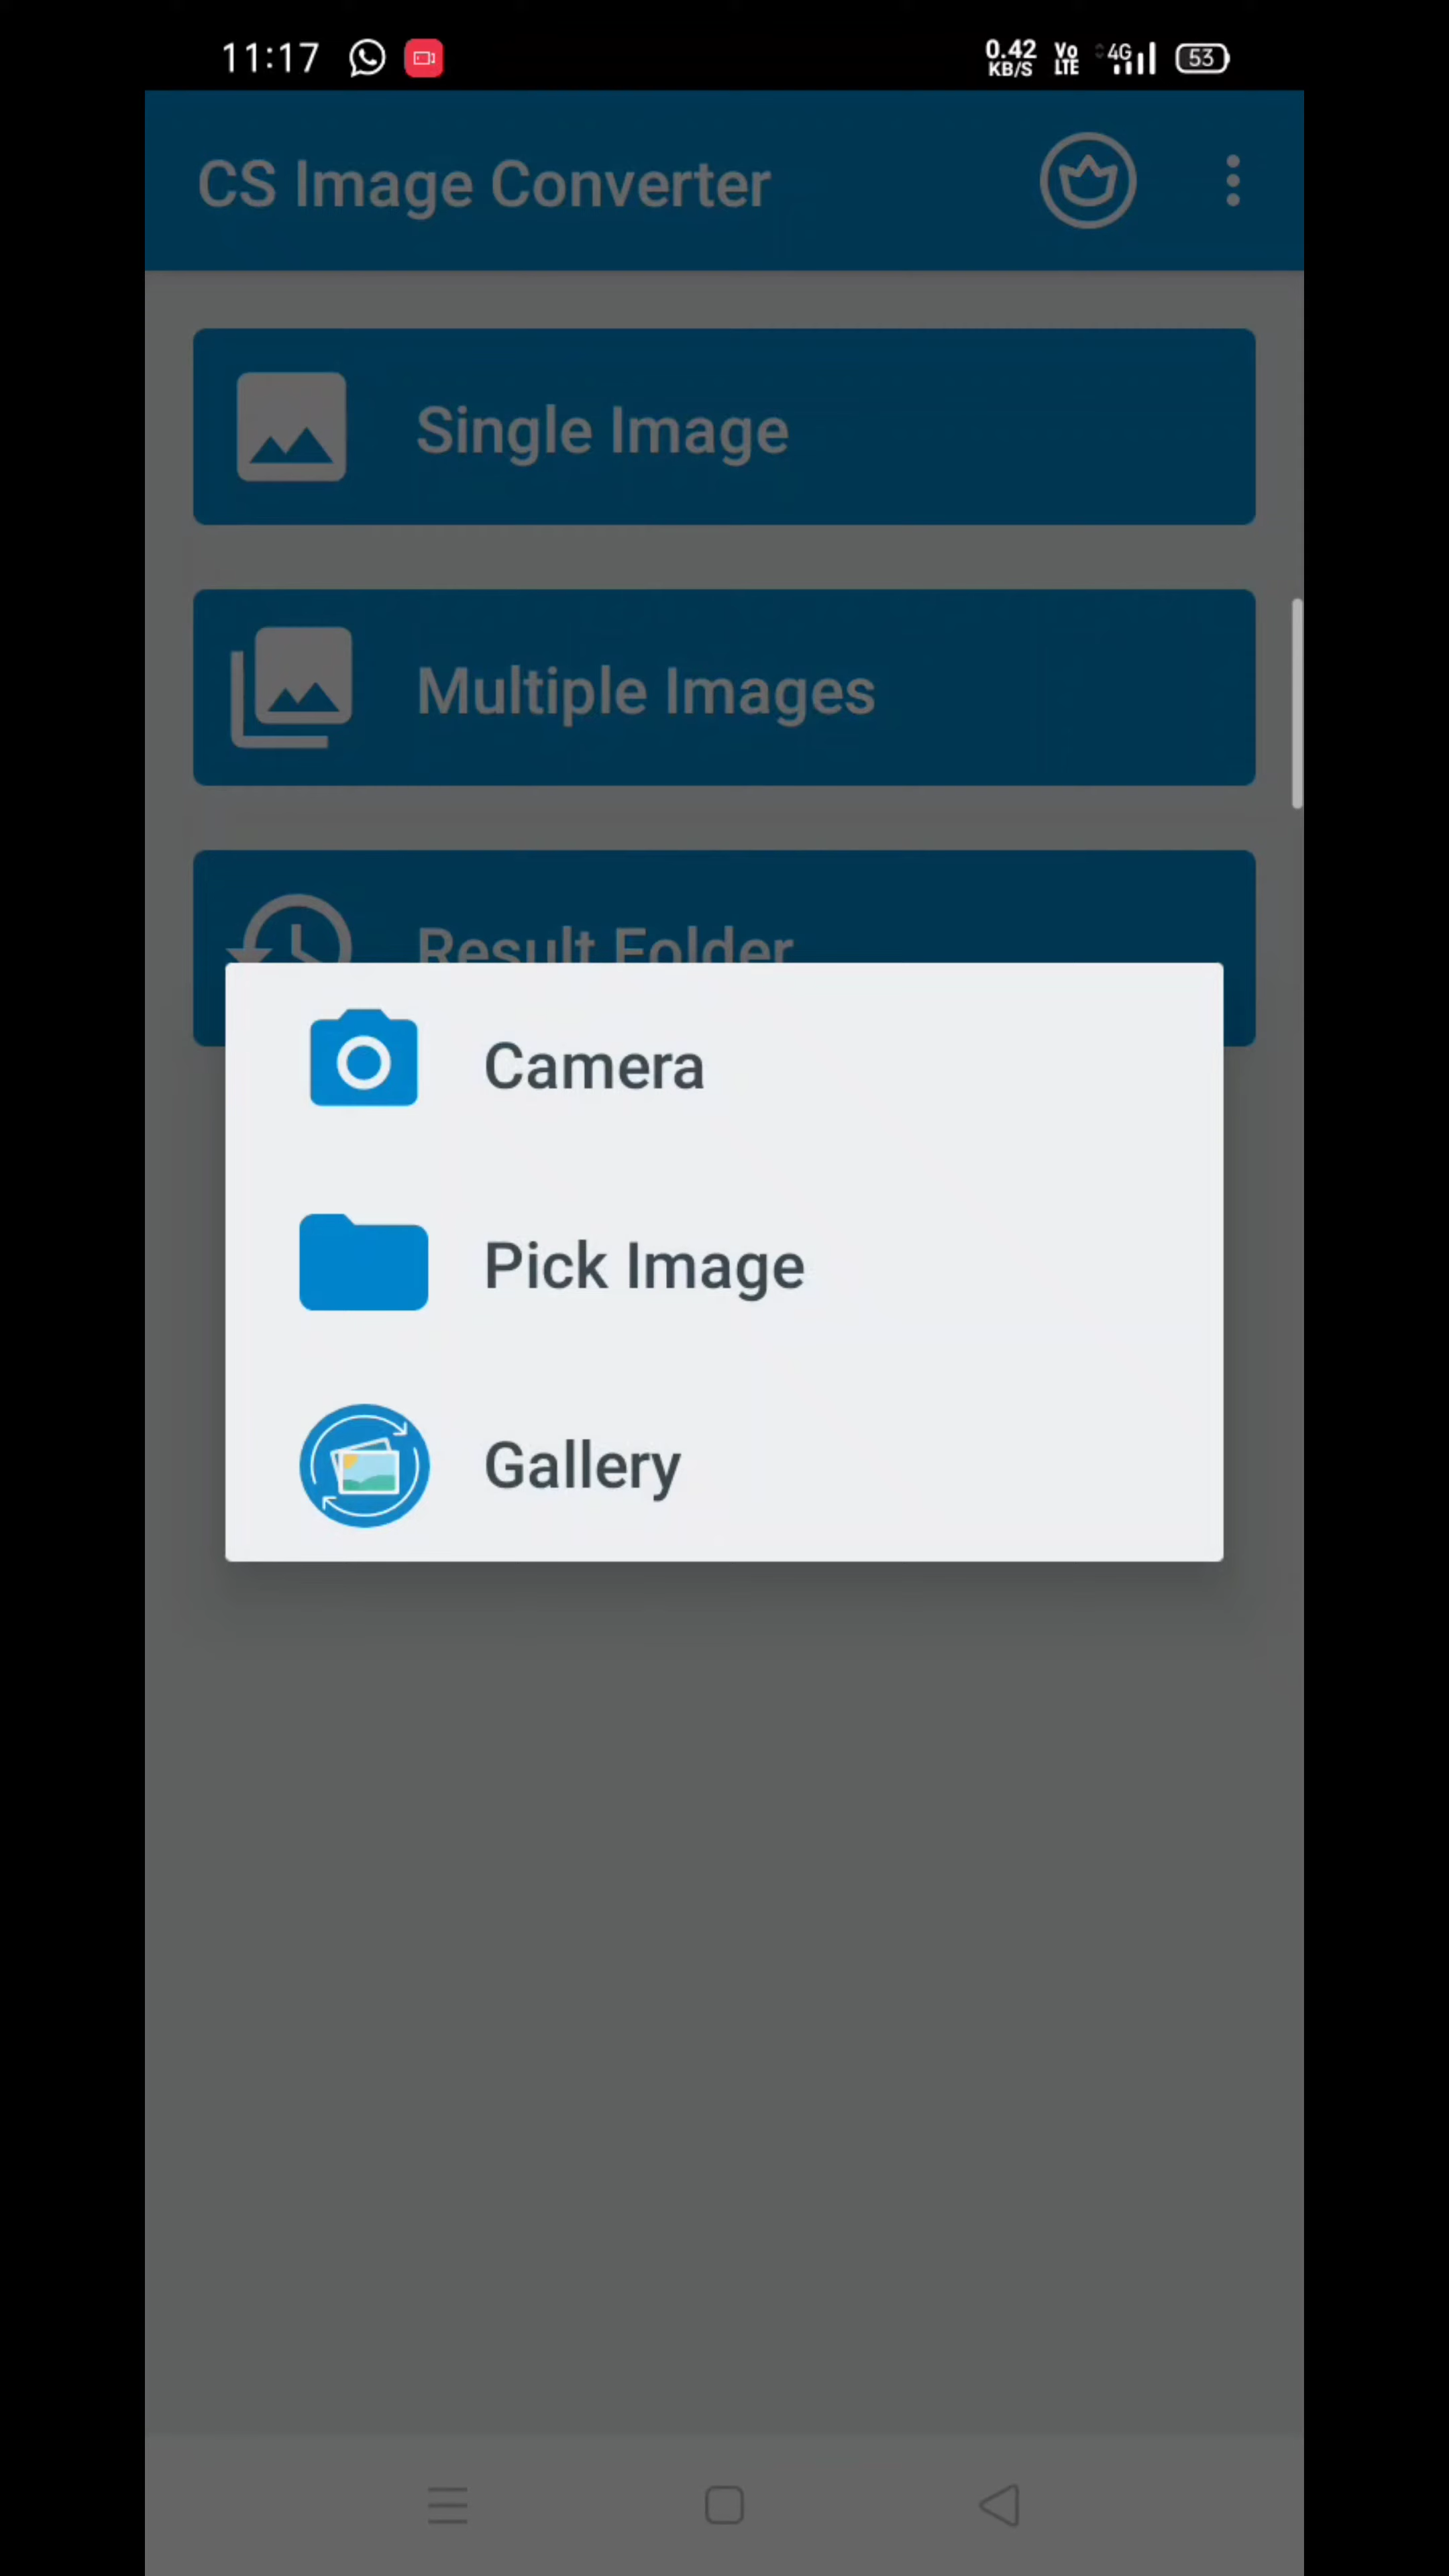 11:17 0.42 KB/S Vo LTE 4G 53
CS Image Converter
Single Image
Multiple Images
Result Folder
Camera
Pick Image
Gallery